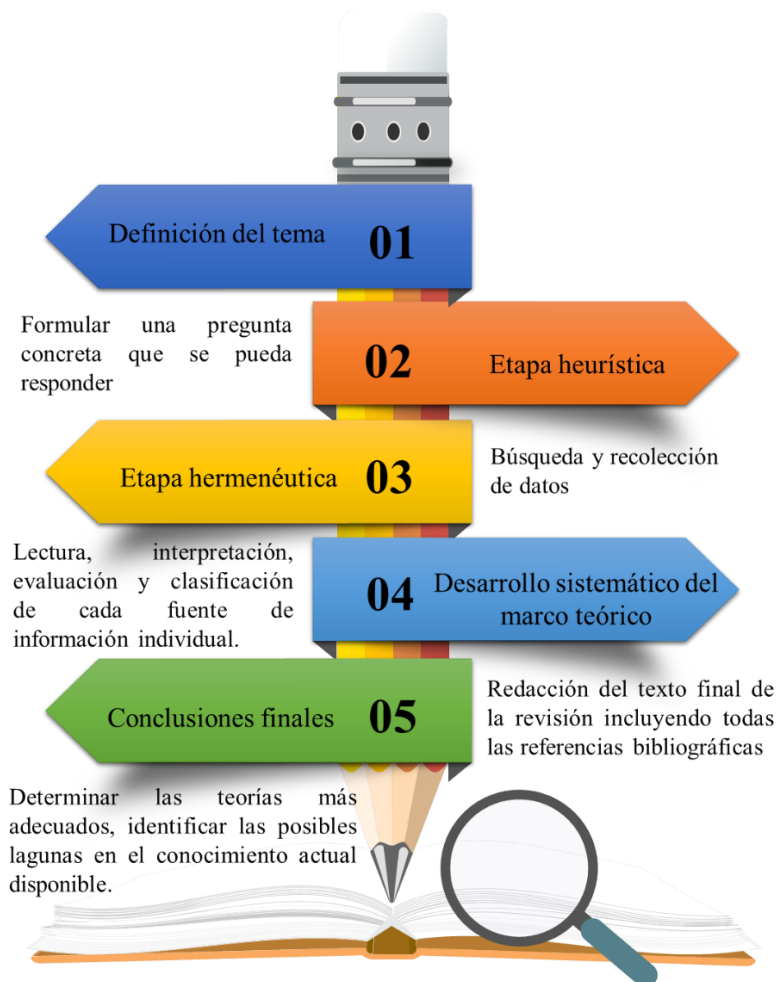 Definición del tema
01
Formular una pregunta
concreta que se pueda
responder
02
Etapa heurística
Búsqueda y recolección
de datos
Etapa hermenéutica
03
Lectura, interpretación,
evaluación y clasificación
de cada fuente de
información individual.
04
Desarrollo sistemático del
marco teórico
Redacción del texto final de
la revisión incluyendo todas
las referencias bibliográficas
Conclusiones finales
05
Determinar las teorías más
adecuados, identificar las posibles
lagunas en el conocimiento actual
disponible.